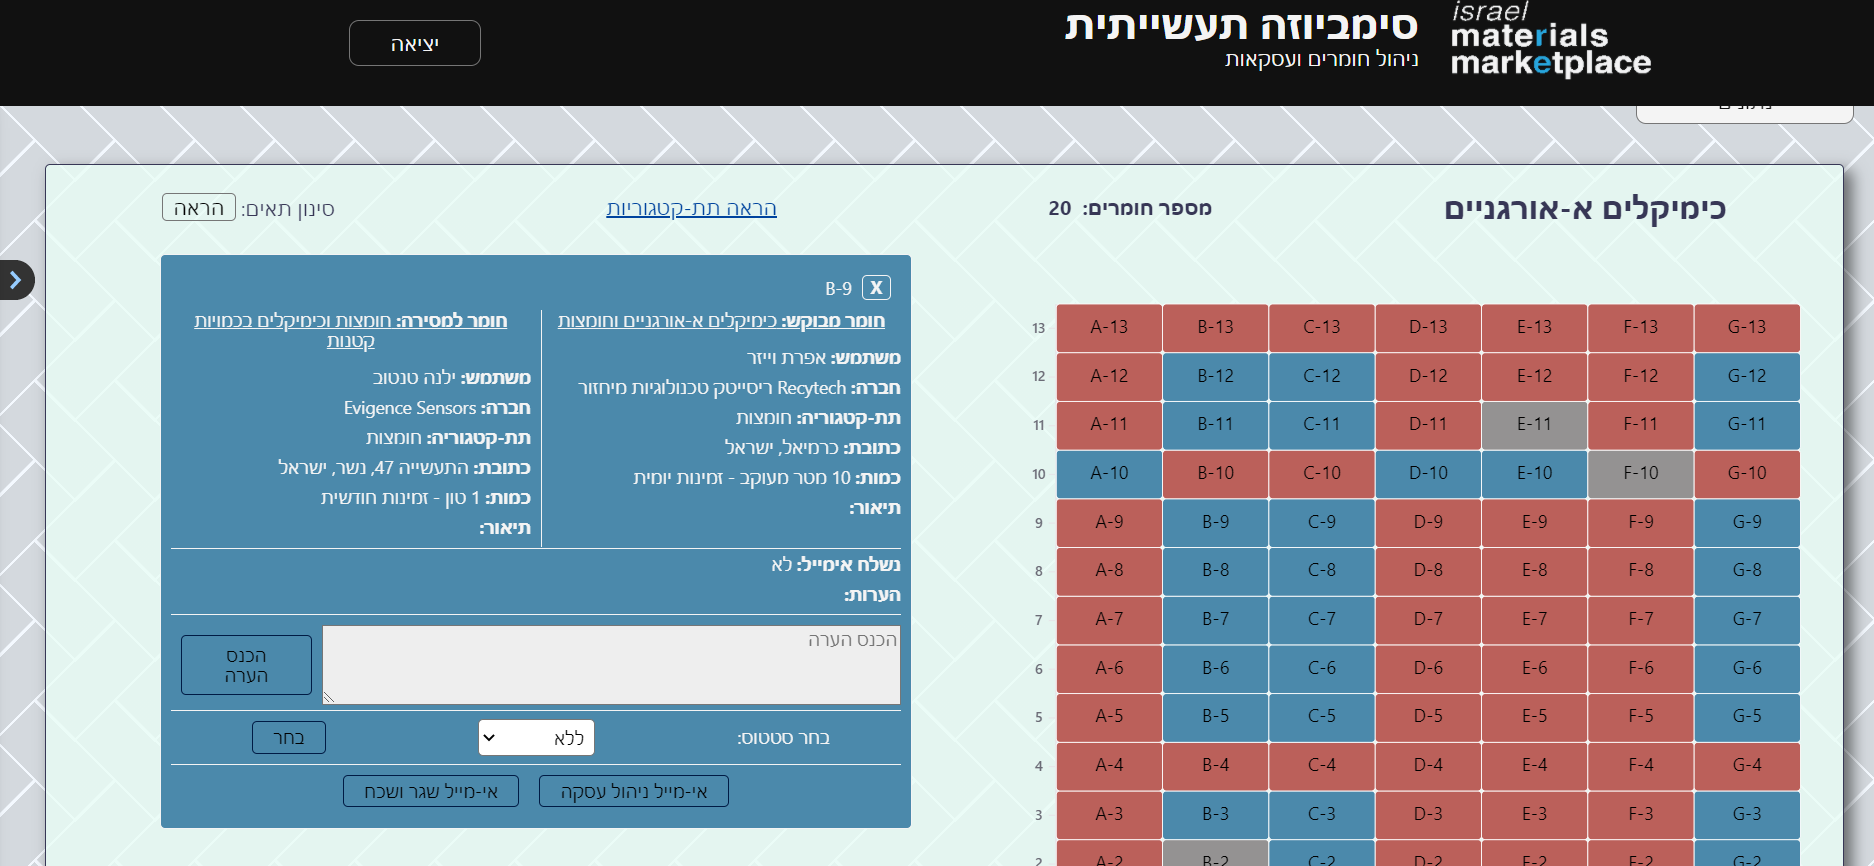 israel
materials
marketplace
סימביוזה תעשייתית
ניהול חומרים ועסקאות
יציאה
כימיקלים א-אורגניים
מספר חומרים: 20
הראה תת-קטגוריות
סינון תאים: הראה
X B-9
חומר מבוקש: כימיקלים א-אורגניים וחומצות
משתמש: אפרת וייזר
חברה: Recytech ריסייטק טכנולוגיות מיחזור
תת-קטגוריה: חומצות
כתובת: כרמיאל, ישראל
כמות: 10 מטר מעוקב - זמינות יומית
תיאור:
חומר למסירה: חומצות וכימיקלים בכמויות
קטנות
משתמש: ילנה טנטוב
חברה: Evigence Sensors
תת-קטגוריה: חומצות
כתובת: התעשייה 47, נשר, ישראל
כמות: 1 טון - זמינות חודשית
תיאור:
נשלח אימייל: לא
הערות:
הכנס הערה
הכנס
הערה
בחר סטטוס:
ללא
בחר
אי-מייל ניהול עסקה
אי-מייל שגר ושכח
13 A-13 B-13 C-13 D-13 E-13 F-13 G-13
12 A-12 B-12 C-12 D-12 E-12 F-12 G-12
11 A-11 B-11 C-11 D-11 E-11 F-11 G-11
10 A-10 B-10 C-10 D-10 E-10 F-10 G-10
9 A-9 B-9 C-9 D-9 E-9 F-9 G-9
8 A-8 B-8 C-8 D-8 E-8 F-8 G-8
7 A-7 B-7 C-7 D-7 E-7 F-7 G-7
6 A-6 B-6 C-6 D-6 E-6 F-6 G-6
5 A-5 B-5 C-5 D-5 E-5 F-5 G-5
4 A-4 B-4 C-4 D-4 E-4 F-4 G-4
3 A-3 B-3 C-3 D-3 E-3 F-3 G-3
2 A-2 B-2 C-2 D-2 E-2 F-2 G-2